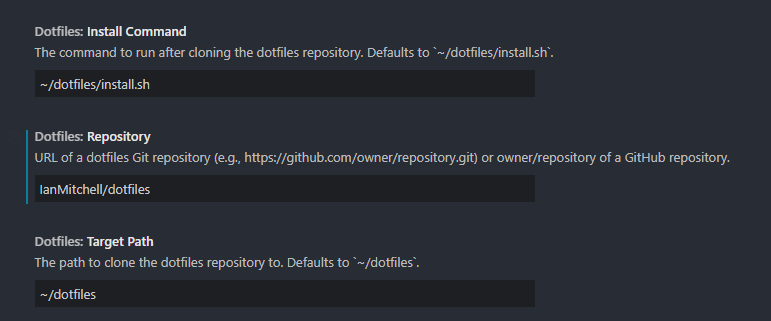 Dotfiles: Install Command
The command to run after cloning the dotfiles repository. Defaults to `~/dotfiles/install.sh`.
~/dotfiles/install.sh
Dotfiles: Repository
URL of a dotfiles Git repository (e.g., https://github.com/owner/repository.git) or owner/repository of a GitHub repository.
IanMitchell/dotfiles
Dotfiles: Target Path
The path to clone the dotfiles repository to. Defaults to `~/dotfiles`.
~/dotfiles